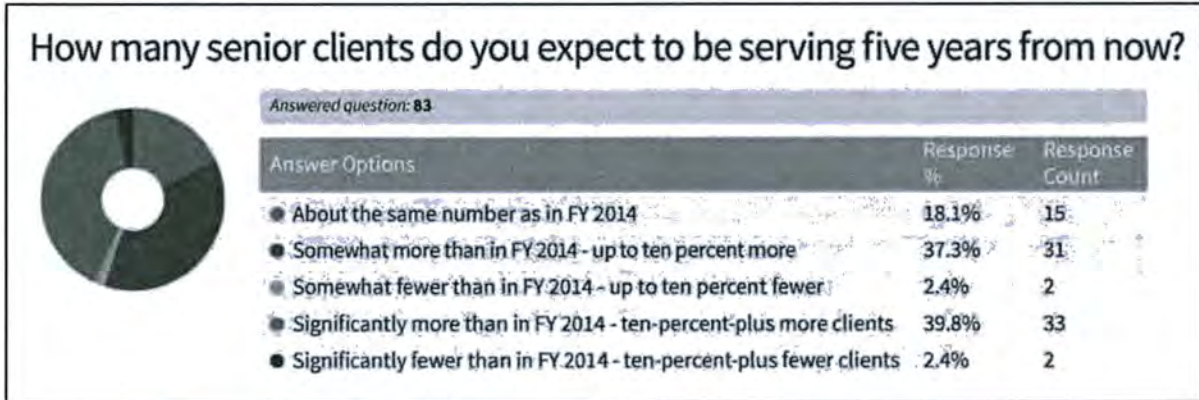 How many senior clients do you expect to be serving five years from now?
Answered question: 83
Answer Options
Response %
Response Count
About the same number as in FY 2014 18.1% 15
Somewhat more than in FY 2014 - up to ten percent more 37.3% 31
Somewhat fewer than in FY 2014 - up to ten percent fewer 2.4% 2
Significantly more than in FY 2014 - ten-percent-plus more clients 39.8% 33
Significantly fewer than in FY 2014 - ten-percent-plus fewer clients 2.4% 2